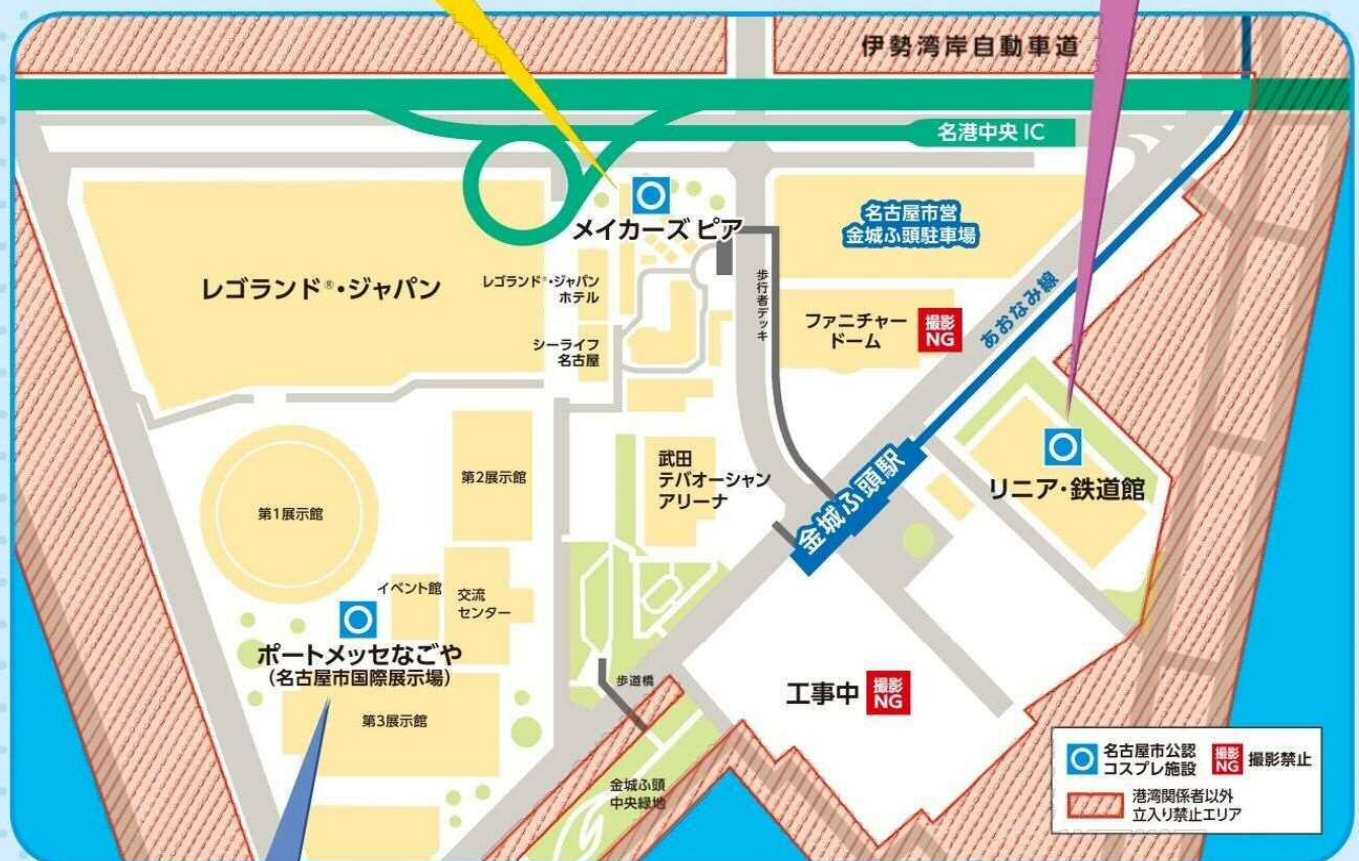 伊勢湾岸自動車道
名港中央 IC
メイカーズ ピア
名古屋市営
金城ふ頭駐車場
レゴランド®・ジャパン
レゴランド®・ジャパン
ホテル
歩行者デッキ
ファニチャー
ドーム
撮影
NG
あおなみ線
シーライフ
名古屋
武田
テバオーシャン
アリーナ
金城ふ頭駅
リニア・鉄道館
第2展示館
第1展示館
イベント館
交流
センター
ポートメッセなごや
(名古屋市国際展示場)
第3展示館
歩道橋
工事中
撮影
NG
金城ふ頭
中央緑地
名古屋市公認
コスプレ施設
撮影
NG
撮影禁止
港湾関係者以外
立入り禁止エリア